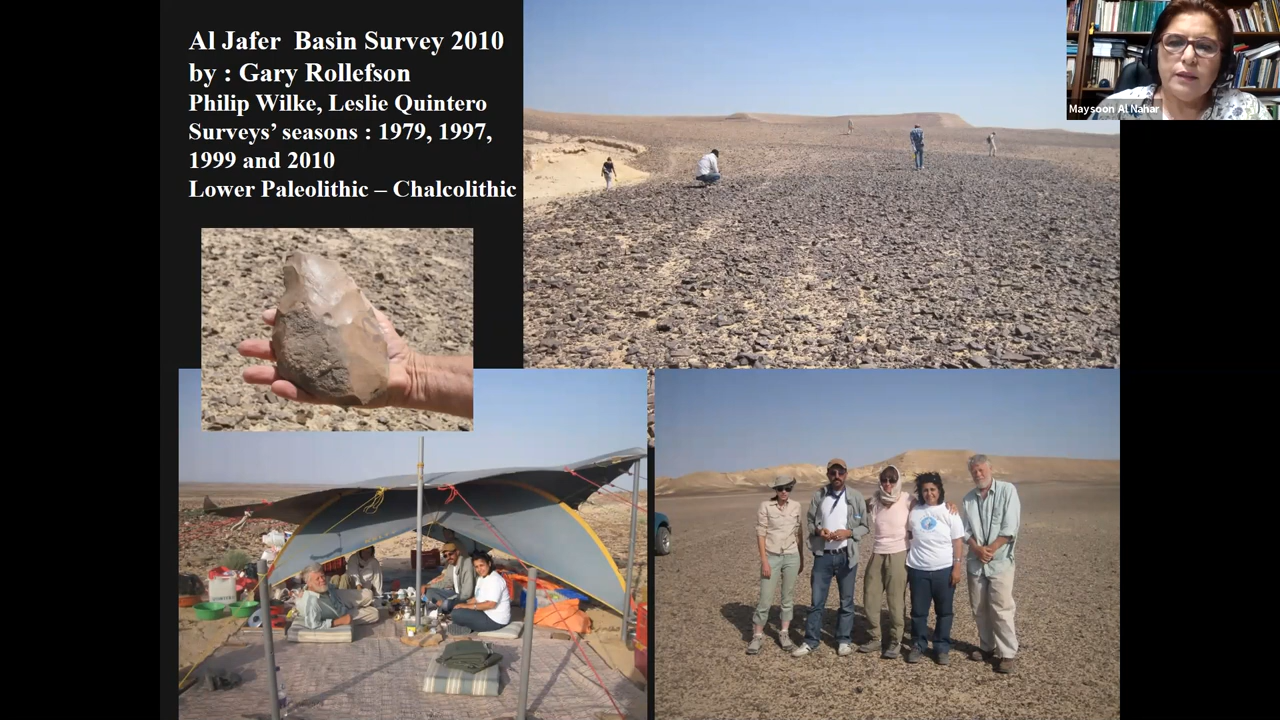 Al Jafer  Basin Survey 2010
by : Gary Rollefson
Philip Wilke, Leslie Quintero
Surveys’ seasons : 1979, 1997,
1999 and 2010
Lower Paleolithic – Chalcolithic
Maysoon Al Nahar